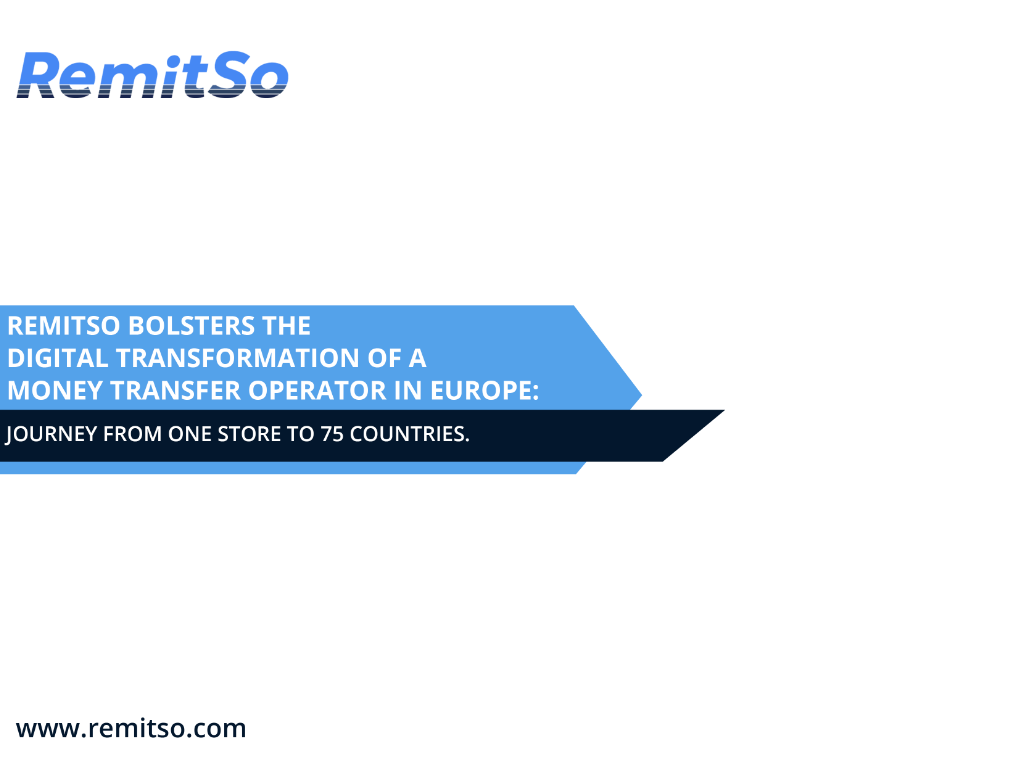 RemitSo
REMITSO BOLSTERS THE
DIGITAL TRANSFORMATION OF A
MONEY TRANSFER OPERATOR IN EUROPE:
JOURNEY FROM ONE STORE TO 75 COUNTRIES.
www.remitso.com